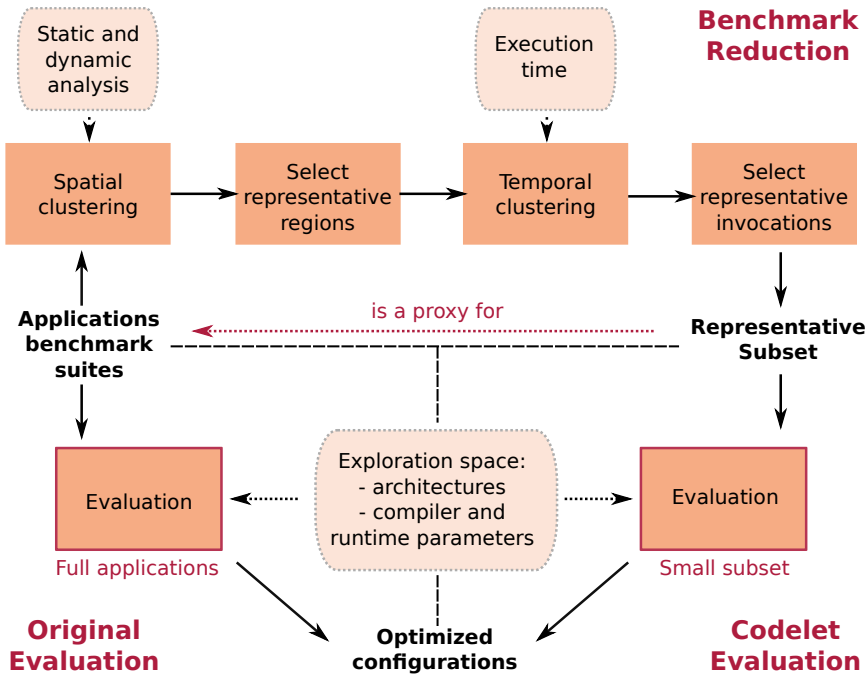 Static and
dynamic
analysis
Execution
time
Benchmark
Reduction
Spatial
clustering
Select
representative
regions
Temporal
clustering
Select
representative
invocations
is a proxy for
Applications
benchmark
suites
Representative
Subset
Evaluation
Exploration space:
- architectures
- compiler and
runtime parameters
Evaluation
Full applications
Small subset
Original
Evaluation
Optimized
configurations
Codelet
Evaluation